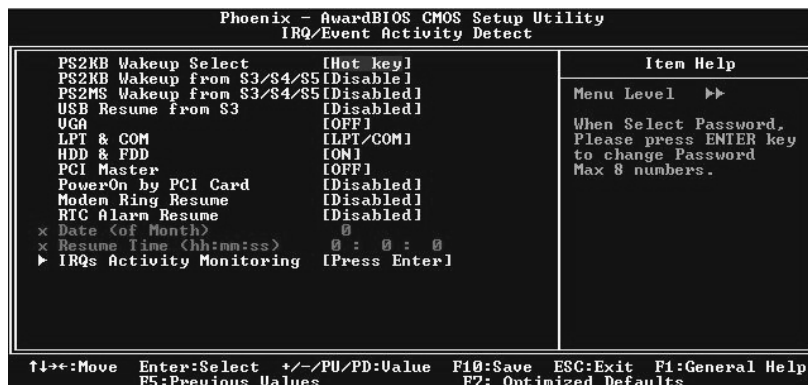 Phoenix - AwardBIOS CMOS Setup Utility
IRQ/Event Activity Detect
PS2KB Wakeup Select [Hot key]
PS2KB Wakeup from S3/S4/S5[Disable]
PS2MS Wakeup from S3/S4/S5[Disabled]
USB Resume from S3 [Disabled]
VGA [OFF]
LPT & COM [LPT/COM]
HDD & FDD [ON]
PCI Master [OFF]
PowerOn by PCI Card [Disabled]
Modem Ring Resume [Disabled]
RTC Alarm Resume [Disabled]
x Date (of Month) 0
x Resume Time (hh:mm:ss) 0 : 0 : 0
▶ IRQs Activity Monitoring [Press Enter]
Item Help
Menu Level ▶▶
When Select Password,
Please press ENTER key
to change Password
Max 8 numbers.
↑↓→←:Move Enter:Select +/-/PU/PD:Value F10:Save ESC:Exit F1:General Help
F5:Previous Values F7: Optimized Defaults